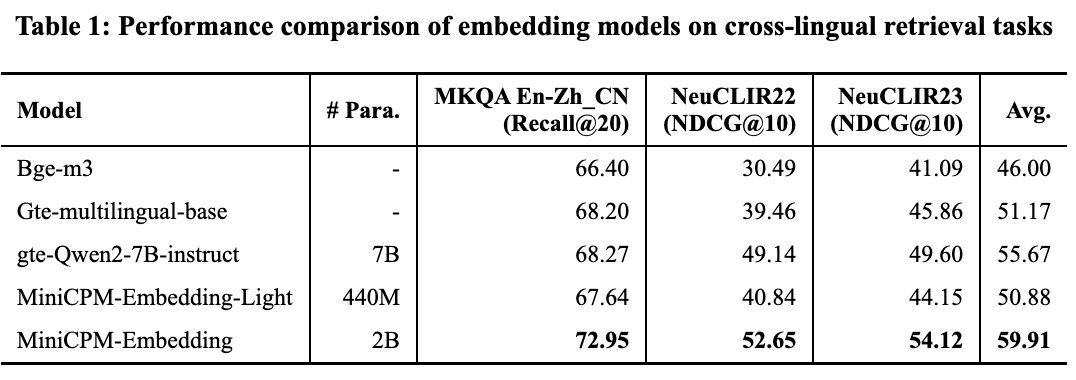 Table 1: Performance comparison of embedding models on cross-lingual retrieval tasks
Model # Para. MKQA En-Zh_CN (Recall@20) NeuCLIR22 (NDCG@10) NeuCLIR23 (NDCG@10) Avg.
Bge-m3 - 66.40 30.49 41.09 46.00
Gte-multilingual-base - 68.20 39.46 45.86 51.17
gte-Qwen2-7B-instruct 7B 68.27 49.14 49.60 55.67
MiniCPM-Embedding-Light 440M 67.64 40.84 44.15 50.88
MiniCPM-Embedding 2B 72.95 52.65 54.12 59.91